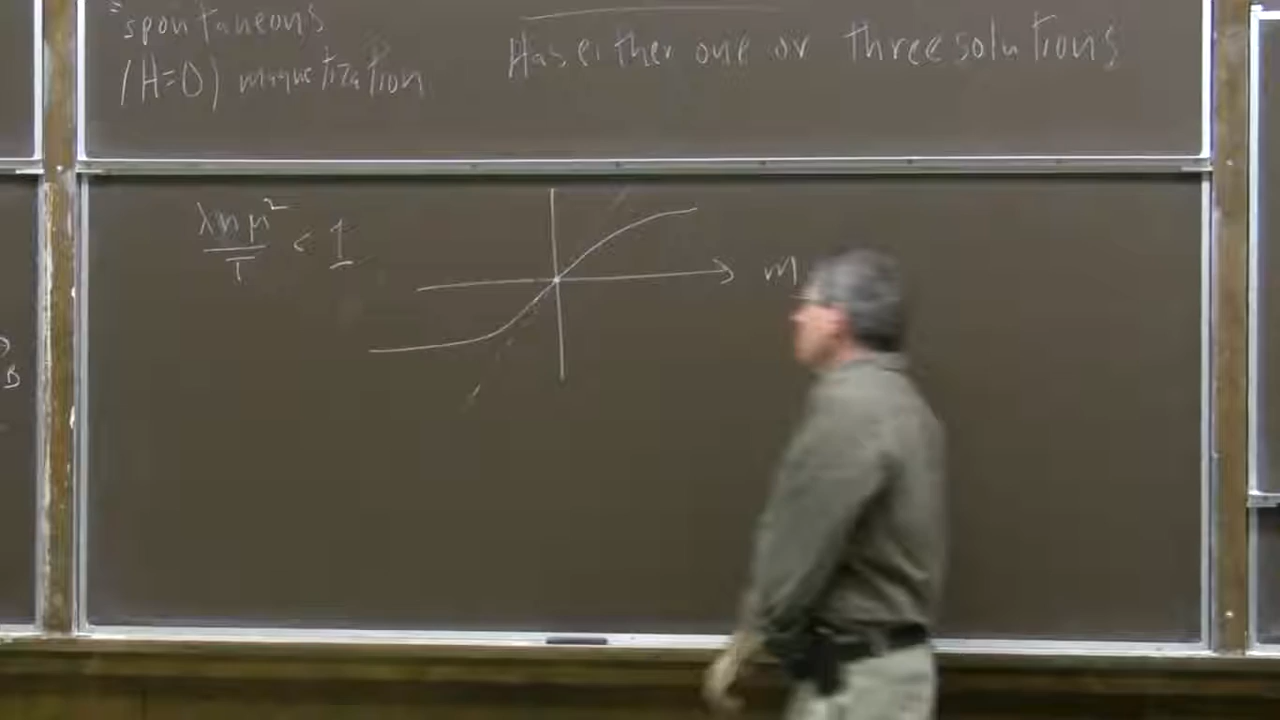 "spontaneous
(H=0) magnetization
Has either one or three solutions
λnμ²
T
< 1
m
B